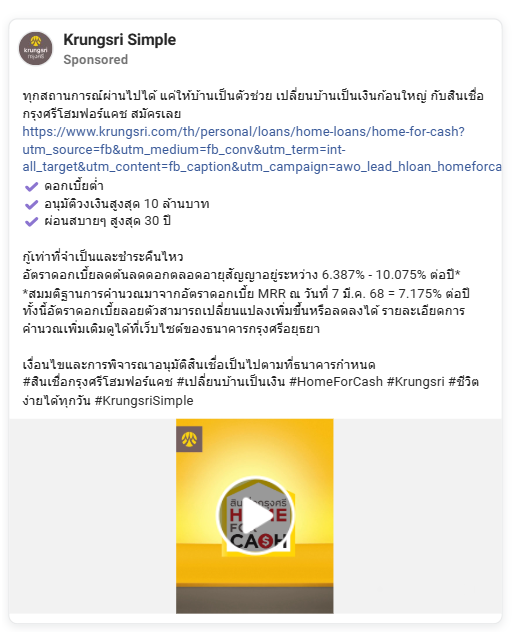 krungsri
กรุงศรี
Krungsri Simple
Sponsored
ทุกสถานการณ์ผ่านไปได้ แค่ให้บ้านเป็นตัวช่วย เปลี่ยนบ้านเป็นเงินก้อนใหญ่ กับสินเชื่อ
กรุงศรีโฮมฟอร์แคช สมัครเลย
https://www.krungsri.com/th/personal/loans/home-loans/home-for-cash?
utm_source=fb&utm_medium=fb_conv&utm_term=int-
all_target&utm_content=fb_caption&utm_campaign=awo_lead_hloan_homeforca
✓ ดอกเบี้ยต่ำ
✓ อนุมัติวงเงินสูงสุด 10 ล้านบาท
✓ ผ่อนสบายๆ สูงสุด 30 ปี
กู้เท่าที่จำเป็นและชำระคืนไหว
อัตราดอกเบี้ยลดต้นลดดอกตลอดอายุสัญญาอยู่ระหว่าง 6.387% - 10.075% ต่อปี*
*สมมติฐานการคำนวณมาจากอัตราดอกเบี้ย MRR ณ วันที่ 7 มี.ค. 68 = 7.175% ต่อปี
ทั้งนี้อัตราดอกเบี้ยลอยตัวสามารถเปลี่ยนแปลงเพิ่มขึ้นหรือลดลงได้ รายละเอียดการ
คำนวณเพิ่มเติมดูได้ที่เว็บไซต์ของธนาคารกรุงศรีอยุธยา
เงื่อนไขและการพิจารณาอนุมัติสินเชื่อเป็นไปตามที่ธนาคารกำหนด
#สินเชื่อกรุงศรีโฮมฟอร์แคช #เปลี่ยนบ้านเป็นเงิน #HomeForCash #Krungsri #ชีวิต
ง่ายได้ทุกวัน #KrungsriSimple
สินเชื่อกรุงศรี
HOME
FOR
CASH